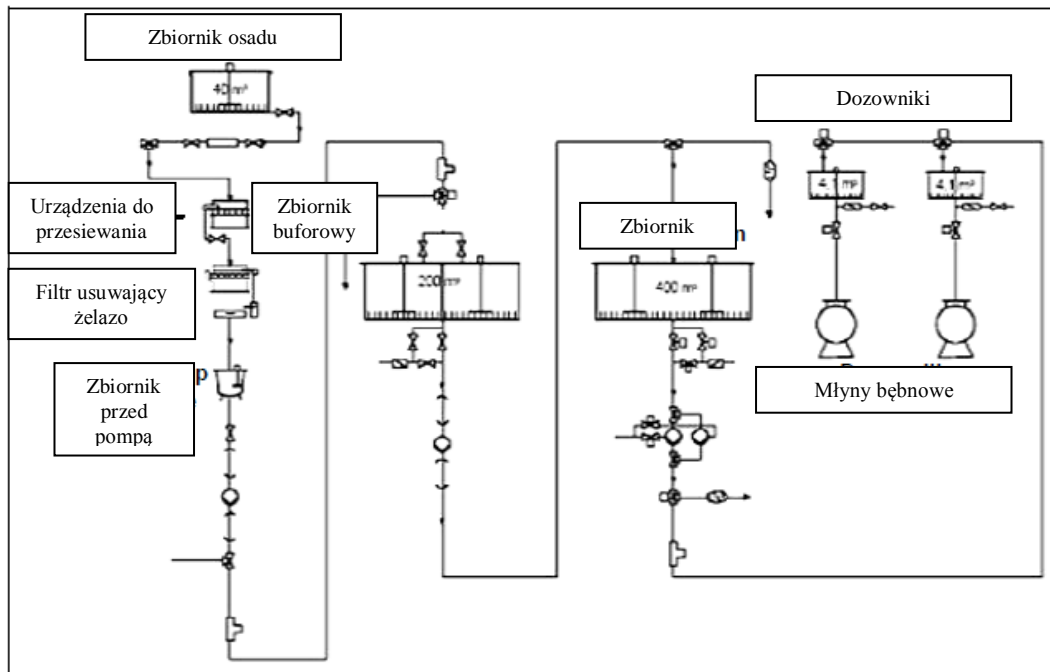 Zbiornik osadu
40 m³
Dozowniki
4,1 m³
4,1 m³
Urządzenia do
przesiewania
Zbiornik
buforowy
Zbiornik
n
200 m³
400 m³
Filtr usuwający
żelazo
p
Zbiornik
przed
pompą
Młyny bębnowe